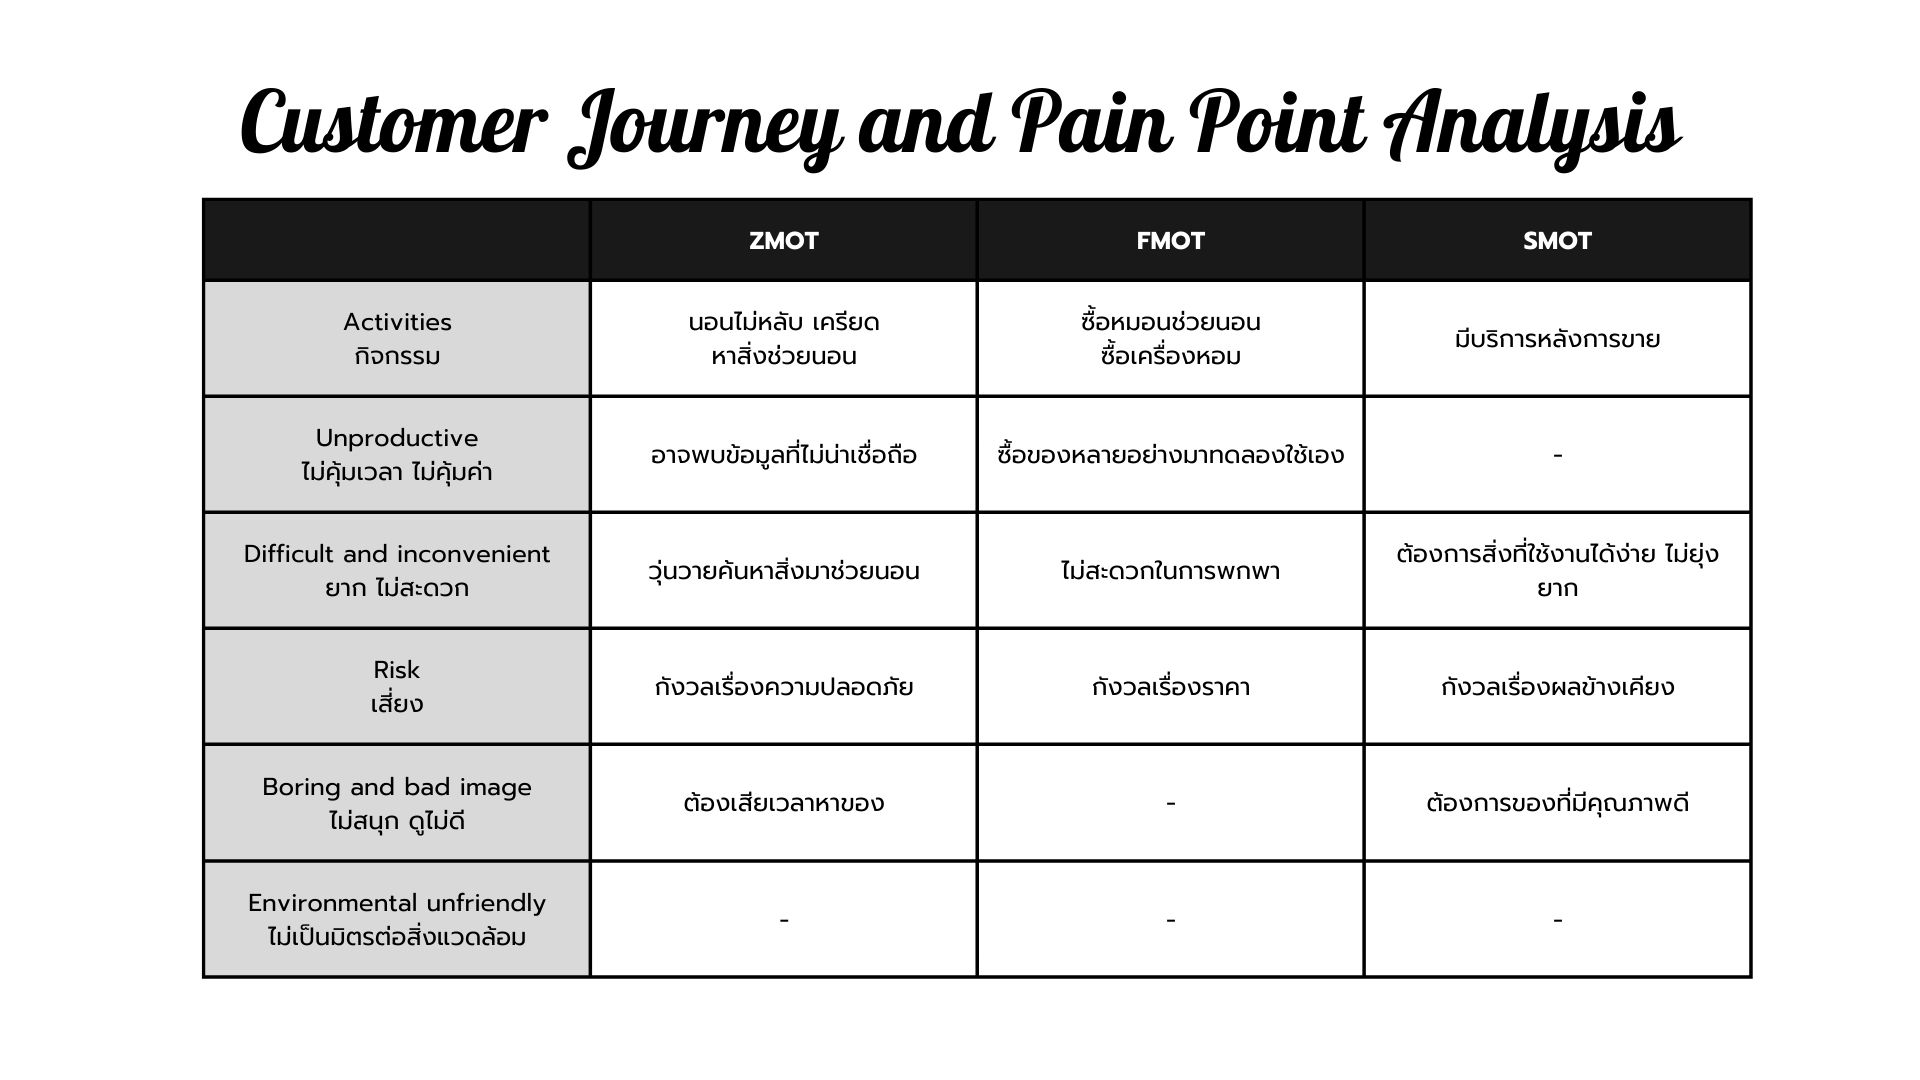 Customer Journey and Pain Point Analysis
ZMOT
FMOT
SMOT
Activities
กิจกรรม
นอนไม่หลับ เครียด
หาสิ่งช่วยนอน
ซื้อหมอนช่วยนอน
ซื้อเครื่องหอม
มีบริการหลังการขาย
Unproductive
ไม่คุ้มเวลา ไม่คุ้มค่า
อาจพบข้อมูลที่ไม่น่าเชื่อถือ
ซื้อของหลายอย่างมาทดลองใช้เอง
-
Difficult and inconvenient
ยาก ไม่สะดวก
วุ่นวายค้นหาสิ่งมาช่วยนอน
ไม่สะดวกในการพกพา
ต้องการสิ่งที่ใช้งานได้ง่าย ไม่ยุ่ง
ยาก
Risk
เสี่ยง
กังวลเรื่องความปลอดภัย
กังวลเรื่องราคา
กังวลเรื่องผลข้างเคียง
Boring and bad image
ไม่สนุก ดูไม่ดี
ต้องเสียเวลาหาของ
-
ต้องการของที่มีคุณภาพดี
Environmental unfriendly
ไม่เป็นมิตรต่อสิ่งแวดล้อม
-
-
-